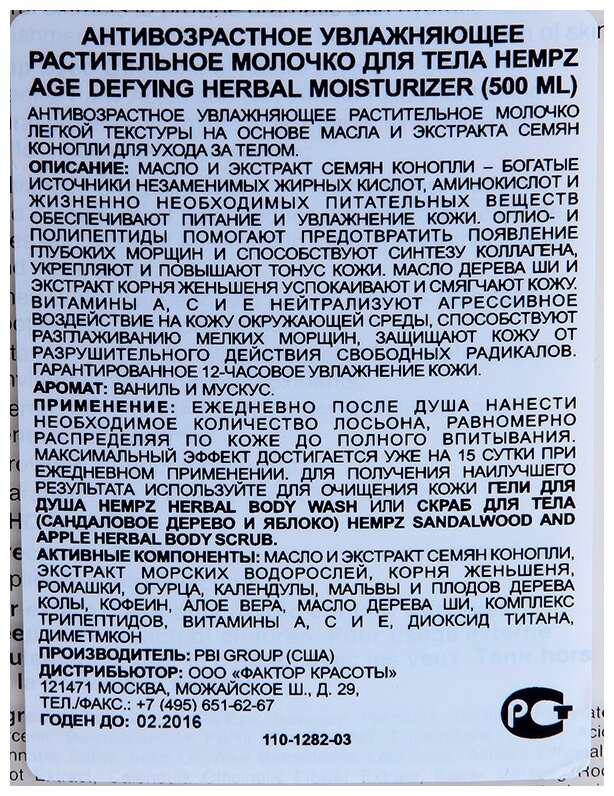 АНТИВОЗРАСТНОЕ УВЛАЖНЯЮЩЕЕ
РАСТИТЕЛЬНОЕ МОЛОЧКО ДЛЯ ТЕЛА HEMPZ
AGE DEFYING HERBAL MOISTURIZER (500 ML)
АНТИВОЗРАСТНОЕ УВЛАЖНЯЮЩЕЕ РАСТИТЕЛЬНОЕ МОЛОЧКО
ЛЕГКОЙ ТЕКСТУРЫ НА ОСНОВЕ МАСЛА И ЭКСТРАКТА СЕМЯН
КОНОПЛИ ДЛЯ УХОДА ЗА ТЕЛОМ.
ОПИСАНИЕ: МАСЛО И ЭКСТРАКТ СЕМЯН КОНОПЛИ – БОГАТЫЕ
ИСТОЧНИКИ НЕЗАМЕНИМЫХ ЖИРНЫХ КИСЛОТ, АМИНОКИСЛОТ И
ЖИЗНЕННО НЕОБХОДИМЫХ ПИТАТЕЛЬНЫХ ВЕЩЕСТВ
ОБЕСПЕЧИВАЮТ ПИТАНИЕ И УВЛАЖНЕНИЕ КОЖИ. ОГЛИО- И
ПОЛИПЕПТИДЫ ПОМОГАЮТ ПРЕДОТВРАТИТЬ ПОЯВЛЕНИЕ
ГЛУБОКИХ МОРЩИН И СПОСОБСТВУЮТ СИНТЕЗУ КОЛЛАГЕНА,
УКРЕПЛЯЮТ И ПОВЫШАЮТ ТОНУС КОЖИ. МАСЛО ДЕРЕВА ШИ И
ЭКСТРАКТ КОРНЯ ЖЕНЬШЕНЯ УСПОКАИВАЮТ И СМЯГЧАЮТ КОЖУ.
ВИТАМИНЫ А, С И Е НЕЙТРАЛИЗУЮТ АГРЕССИВНОЕ
ВОЗДЕЙСТВИЕ НА КОЖУ ОКРУЖАЮЩЕЙ СРЕДЫ, СПОСОБСТВУЮТ
РАЗГЛАЖИВАНИЮ МЕЛКИХ МОРЩИН, ЗАЩИЩАЮТ КОЖУ ОТ
РАЗРУШИТЕЛЬНОГО ДЕЙСТВИЯ СВОБОДНЫХ РАДИКАЛОВ.
ГАРАНТИРОВАННОЕ 12-ЧАСОВОЕ УВЛАЖНЕНИЕ КОЖИ.
АРОМАТ: ВАНИЛЬ И МУСКУС.
ПРИМЕНЕНИЕ: ЕЖЕДНЕВНО ПОСЛЕ ДУША НАНЕСТИ
НЕОБХОДИМОЕ КОЛИЧЕСТВО ЛОСЬОНА, РАВНОМЕРНО
РАСПРЕДЕЛЯЯ ПО КОЖЕ ДО ПОЛНОГО ВПИТЫВАНИЯ.
МАКСИМАЛЬНЫЙ ЭФФЕКТ ДОСТИГАЕТСЯ УЖЕ НА 15 СУТКИ ПРИ
ЕЖЕДНЕВНОМ ПРИМЕНЕНИИ. ДЛЯ ПОЛУЧЕНИЯ НАИЛУЧШЕГО
РЕЗУЛЬТАТА ИСПОЛЬЗУЙТЕ ДЛЯ ОЧИЩЕНИЯ КОЖИ ГЕЛИ ДЛЯ
ДУША HEMPZ HERBAL BODY WASH ИЛИ СКРАБ ДЛЯ ТЕЛА
(САНДАЛОВОЕ ДЕРЕВО И ЯБЛОКО) HEMPZ SANDALWOOD AND
APPLE HERBAL BODY SCRUB.
АКТИВНЫЕ КОМПОНЕНТЫ: МАСЛО И ЭКСТРАКТ СЕМЯН КОНОПЛИ,
ЭКСТРАКТ МОРСКИХ ВОДОРОСЛЕЙ, КОРНЯ ЖЕНЬШЕНЯ,
РОМАШКИ, ОГУРЦА, КАЛЕНДУЛЫ, МАЛЬВЫ И ПЛОДОВ ДЕРЕВА
КОЛЫ, КОФЕИН, АЛОЕ ВЕРА, МАСЛО ДЕРЕВА ШИ, КОМПЛЕКС
ТРИПЕПТИДОВ, ВИТАМИНЫ А, С И Е, ДИОКСИД ТИТАНА,
ДИМЕТМКОН
ПРОИЗВОДИТЕЛЬ: PBI GROUP (США)
ДИСТРИБЬЮТОР: ООО «ФАКТОР КРАСОТЫ»
121471 МОСКВА, МОЖАЙСКОЕ Ш., Д. 29,
ТЕЛ./ФАКС.: +7 (495) 651-62-67
ГОДЕН ДО: 02.2016
РСТ
110-1282-03